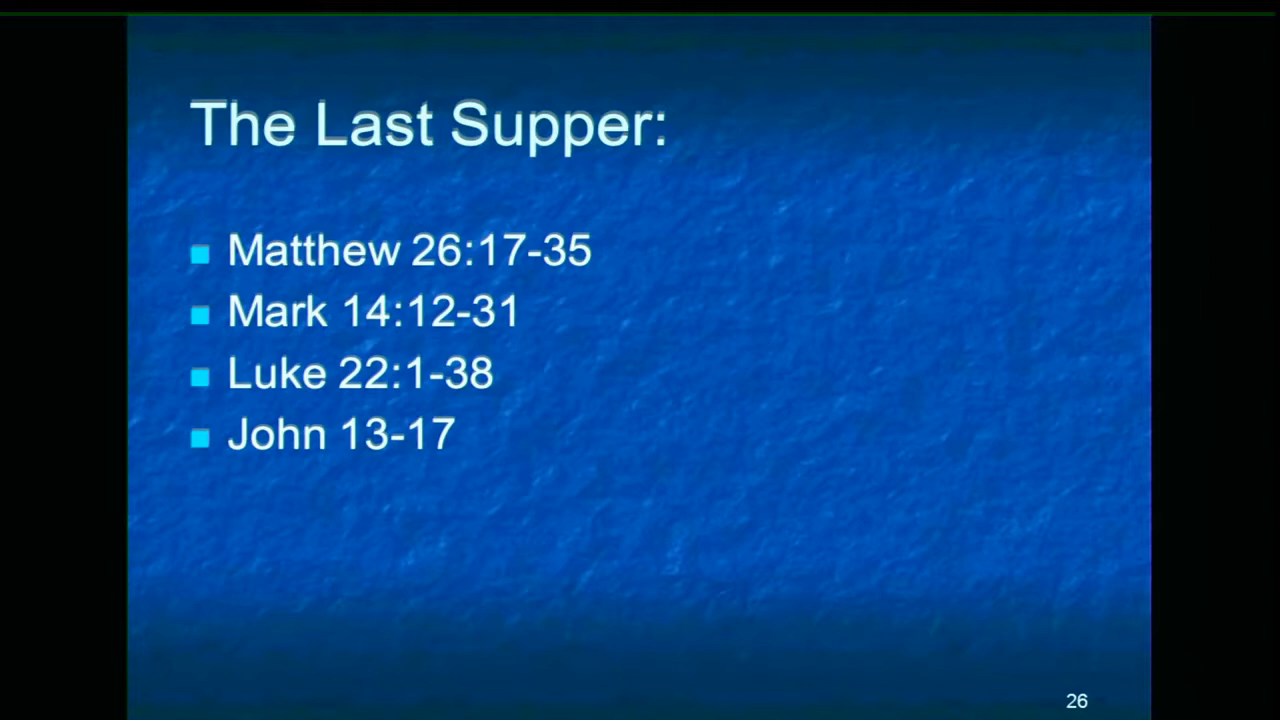 The Last Supper:
Matthew 26:17-35
Mark 14:12-31
Luke 22:1-38
John 13-17
26